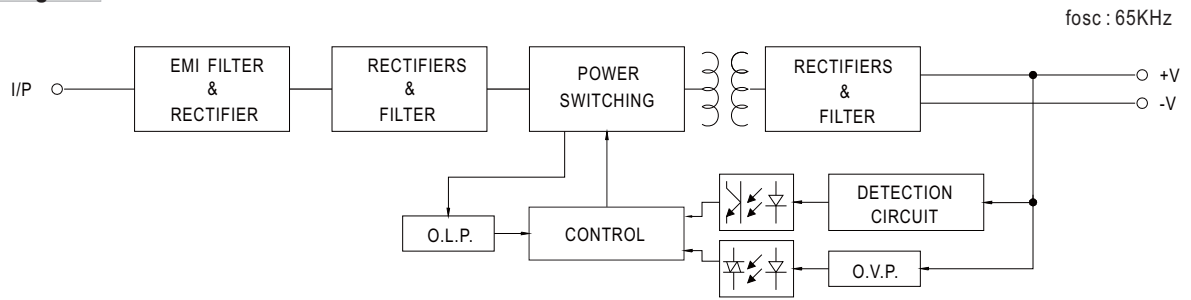 fosc : 65KHz
I/P
EMI FILTER
&
RECTIFIER
RECTIFIERS
&
FILTER
POWER
SWITCHING
RECTIFIERS
&
FILTER
+V
-V
O.L.P.
CONTROL
DETECTION
CIRCUIT
O.V.P.